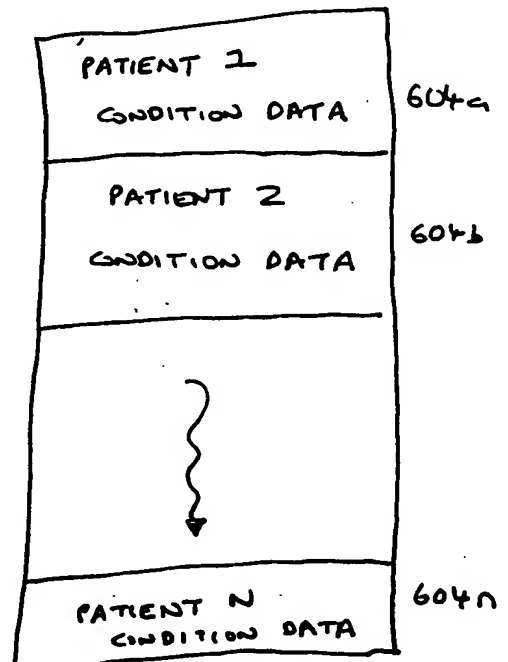 PATIENT 1
CONDITION DATA
604a
PATIENT 2
CONDITION DATA
604b
PATIENT N
CONDITION DATA
604n